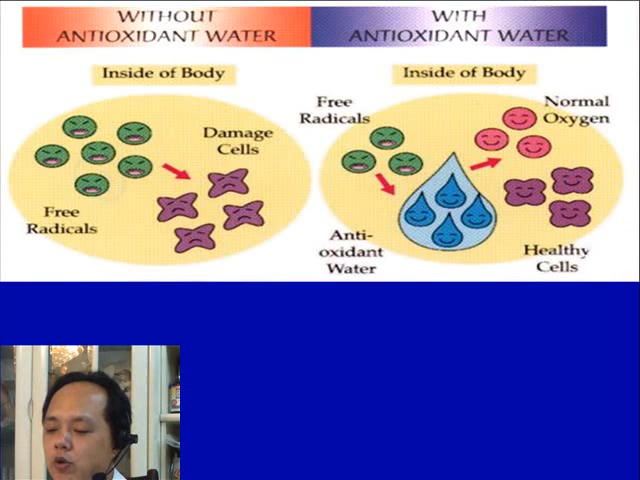 WITHOUT
ANTIOXIDANT WATER
WITH
ANTIOXIDANT WATER
Inside of Body
Inside of Body
Damage
Cells
Free
Radicals
Free
Radicals
Normal
Oxygen
Anti-
oxidant
Water
Healthy
Cells